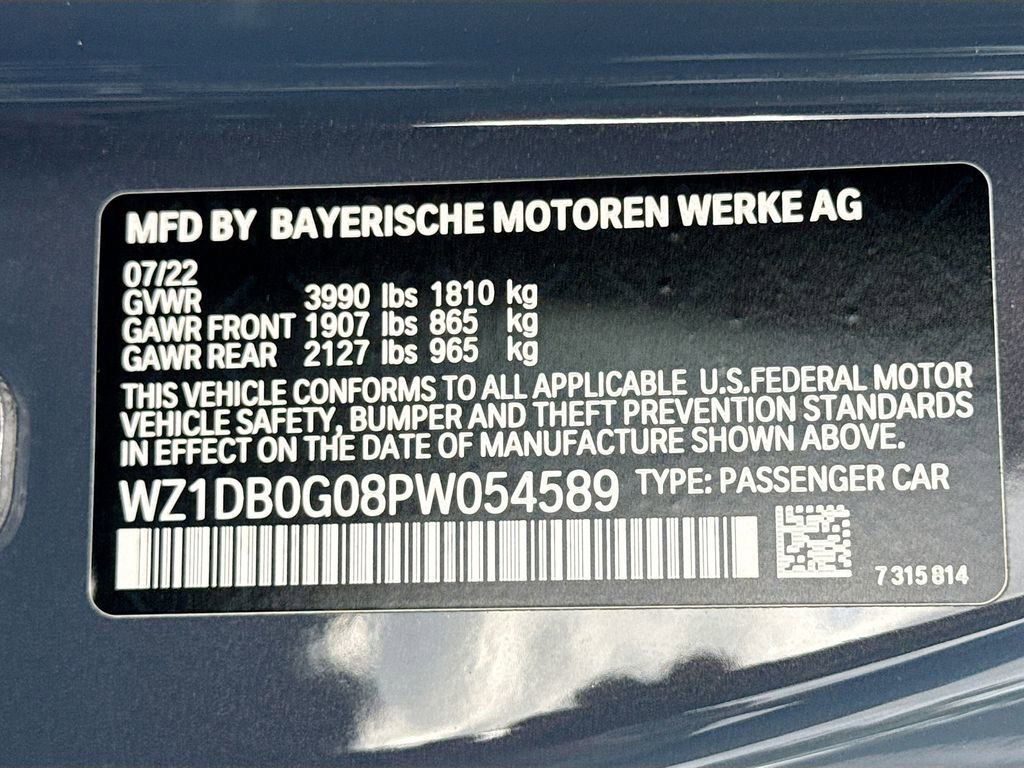 MFD BY BAYERISCHE MOTOREN WERKE AG
07/22
GVWR 3990 lbs 1810 kg
GAWR FRONT 1907 lbs 865 kg
GAWR REAR 2127 lbs 965 kg
THIS VEHICLE CONFORMS TO ALL APPLICABLE U.S.FEDERAL MOTOR
VEHICLE SAFETY, BUMPER AND THEFT PREVENTION STANDARDS
IN EFFECT ON THE DATE OF MANUFACTURE SHOWN ABOVE.
WZ1DB0G08PW054589 TYPE: PASSENGER CAR
7 315 814